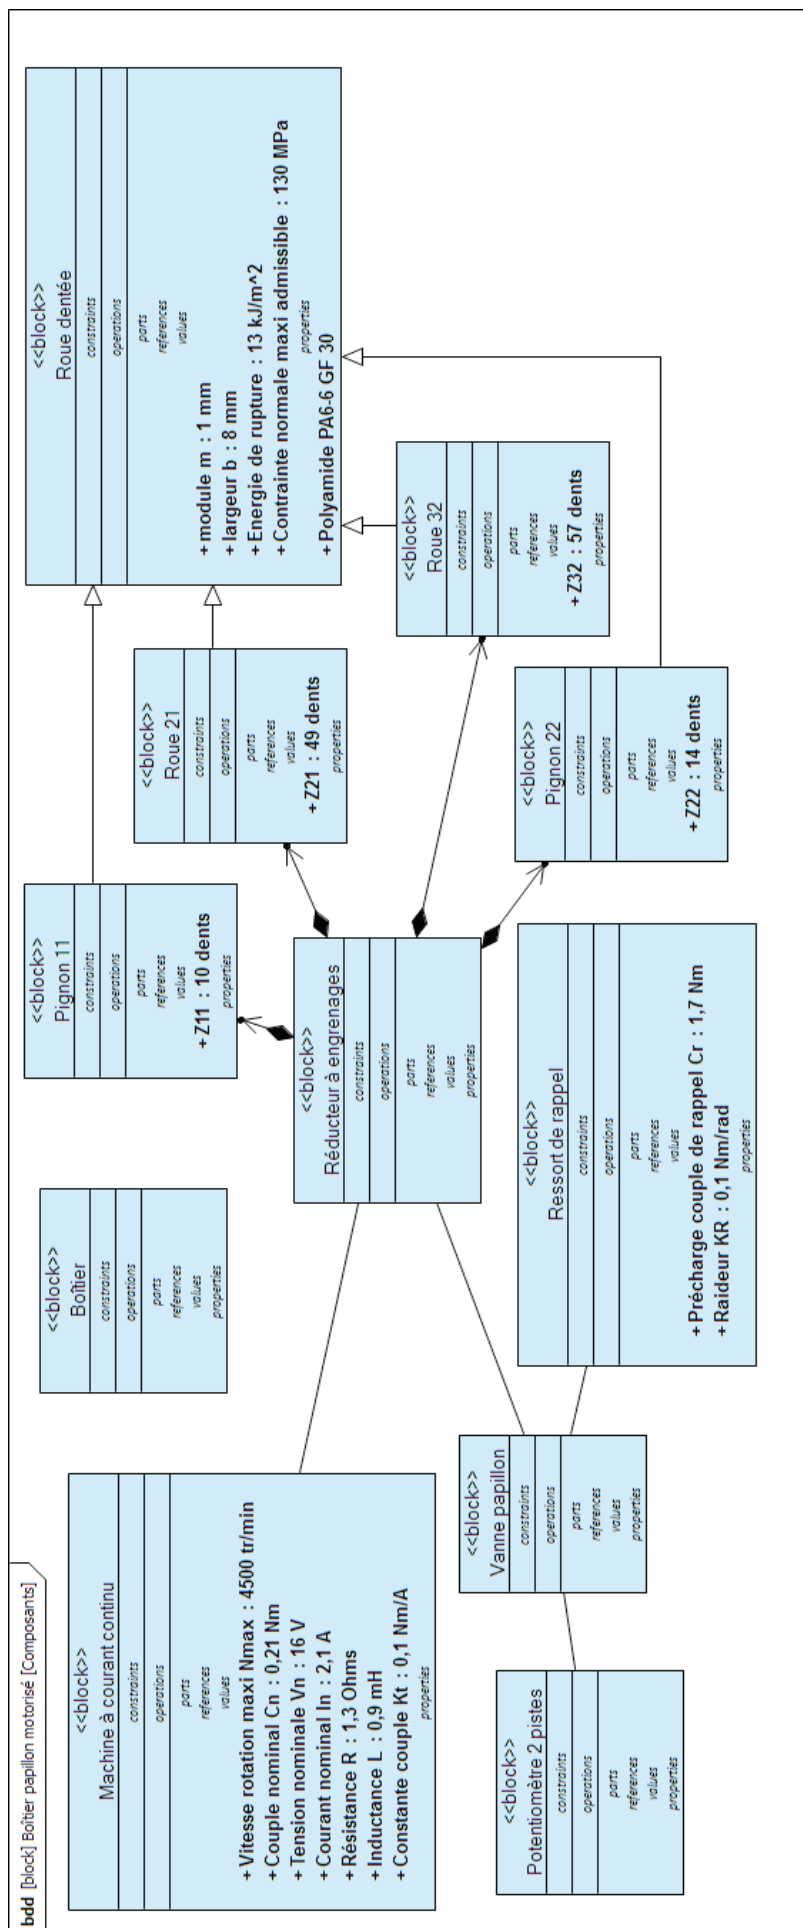 bdd [block] Boîtier papillon motorisé [Composants]
<<block>>
Machine à courant continu
constraints
operations
parts
references
values
+ Vitesse rotation maxi Nmax : 4500 tr/min
+ Couple nominal Cn : 0,21 Nm
+ Tension nominale Vn : 16 V
+ Courant nominal In : 2,1 A
+ Résistance R : 1,3 Ohms
+ Inductance L : 0,9 mH
+ Constante couple Kt : 0,1 Nm/A
properties
<<block>>
Boîtier
constraints
operations
parts
references
values
properties
<<block>>
Pignon 11
constraints
operations
parts
references
values
+ Z11 : 10 dents
properties
<<block>>
Roue 21
constraints
operations
parts
references
values
+ Z21 : 49 dents
properties
<<block>>
Roue dentée
constraints
operations
parts
references
values
+ module m : 1 mm
+ largeur b : 8 mm
+ Energie de rupture : 13 kJ/m^2
+ Contrainte normale maxi admissible : 130 MPa
properties
+ Polyamide PA6-6 GF 30
<<block>>
Réducteur à engrenages
constraints
operations
parts
references
values
properties
<<block>>
Roue 32
constraints
operations
parts
references
values
+ Z32 : 57 dents
properties
<<block>>
Pignon 22
constraints
operations
parts
references
values
+ Z22 : 14 dents
properties
<<block>>
Vanne papillon
constraints
operations
parts
references
values
properties
<<block>>
Ressort de rappel
constraints
operations
parts
references
values
+ Précharge couple de rappel Cr : 1,7 Nm
+ Raideur KR : 0,1 Nm/rad
properties
<<block>>
Potentiomètre 2 pistes
constraints
operations
parts
references
values
properties